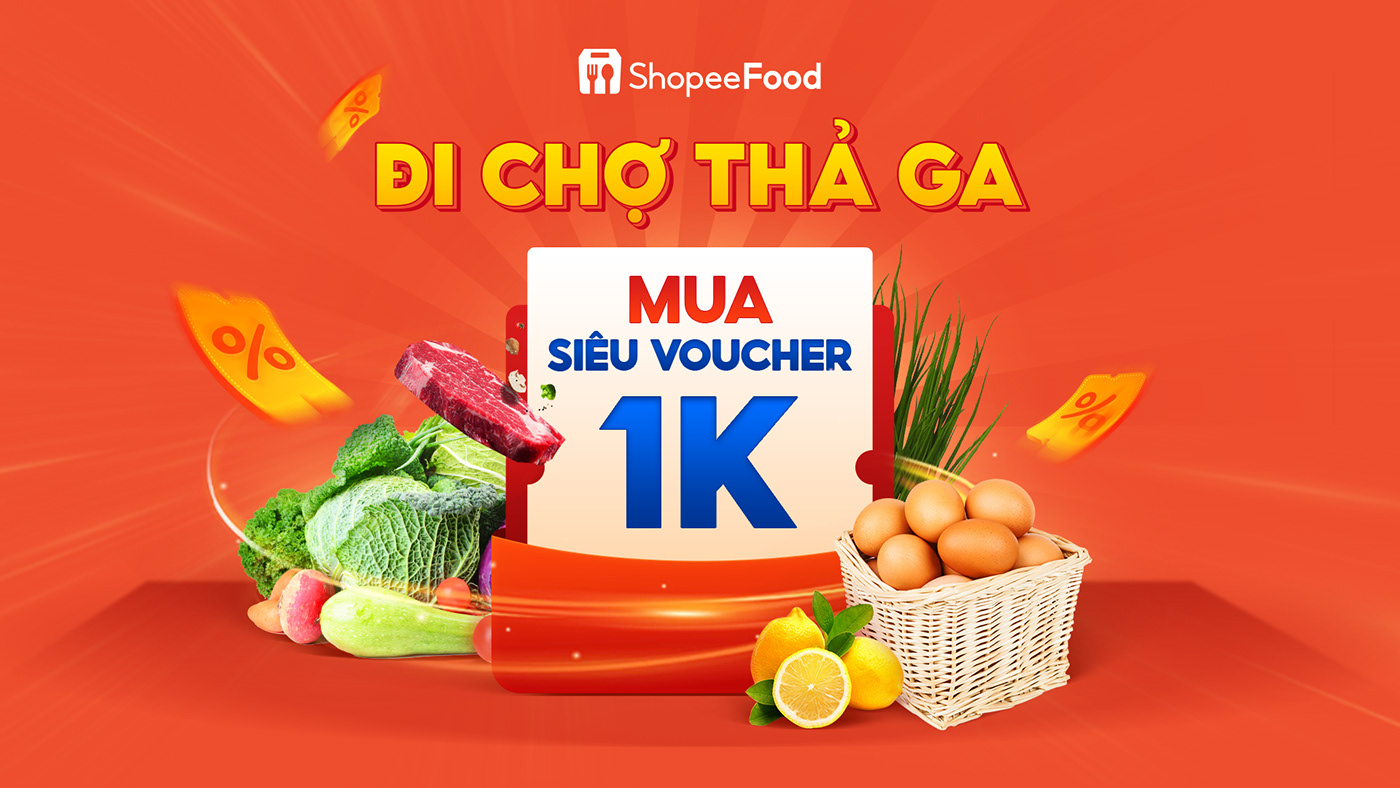 ShopeeFood
ĐI CHỢ THẢ GA
MUA
SIÊU VOUCHER
1K
%
%
%